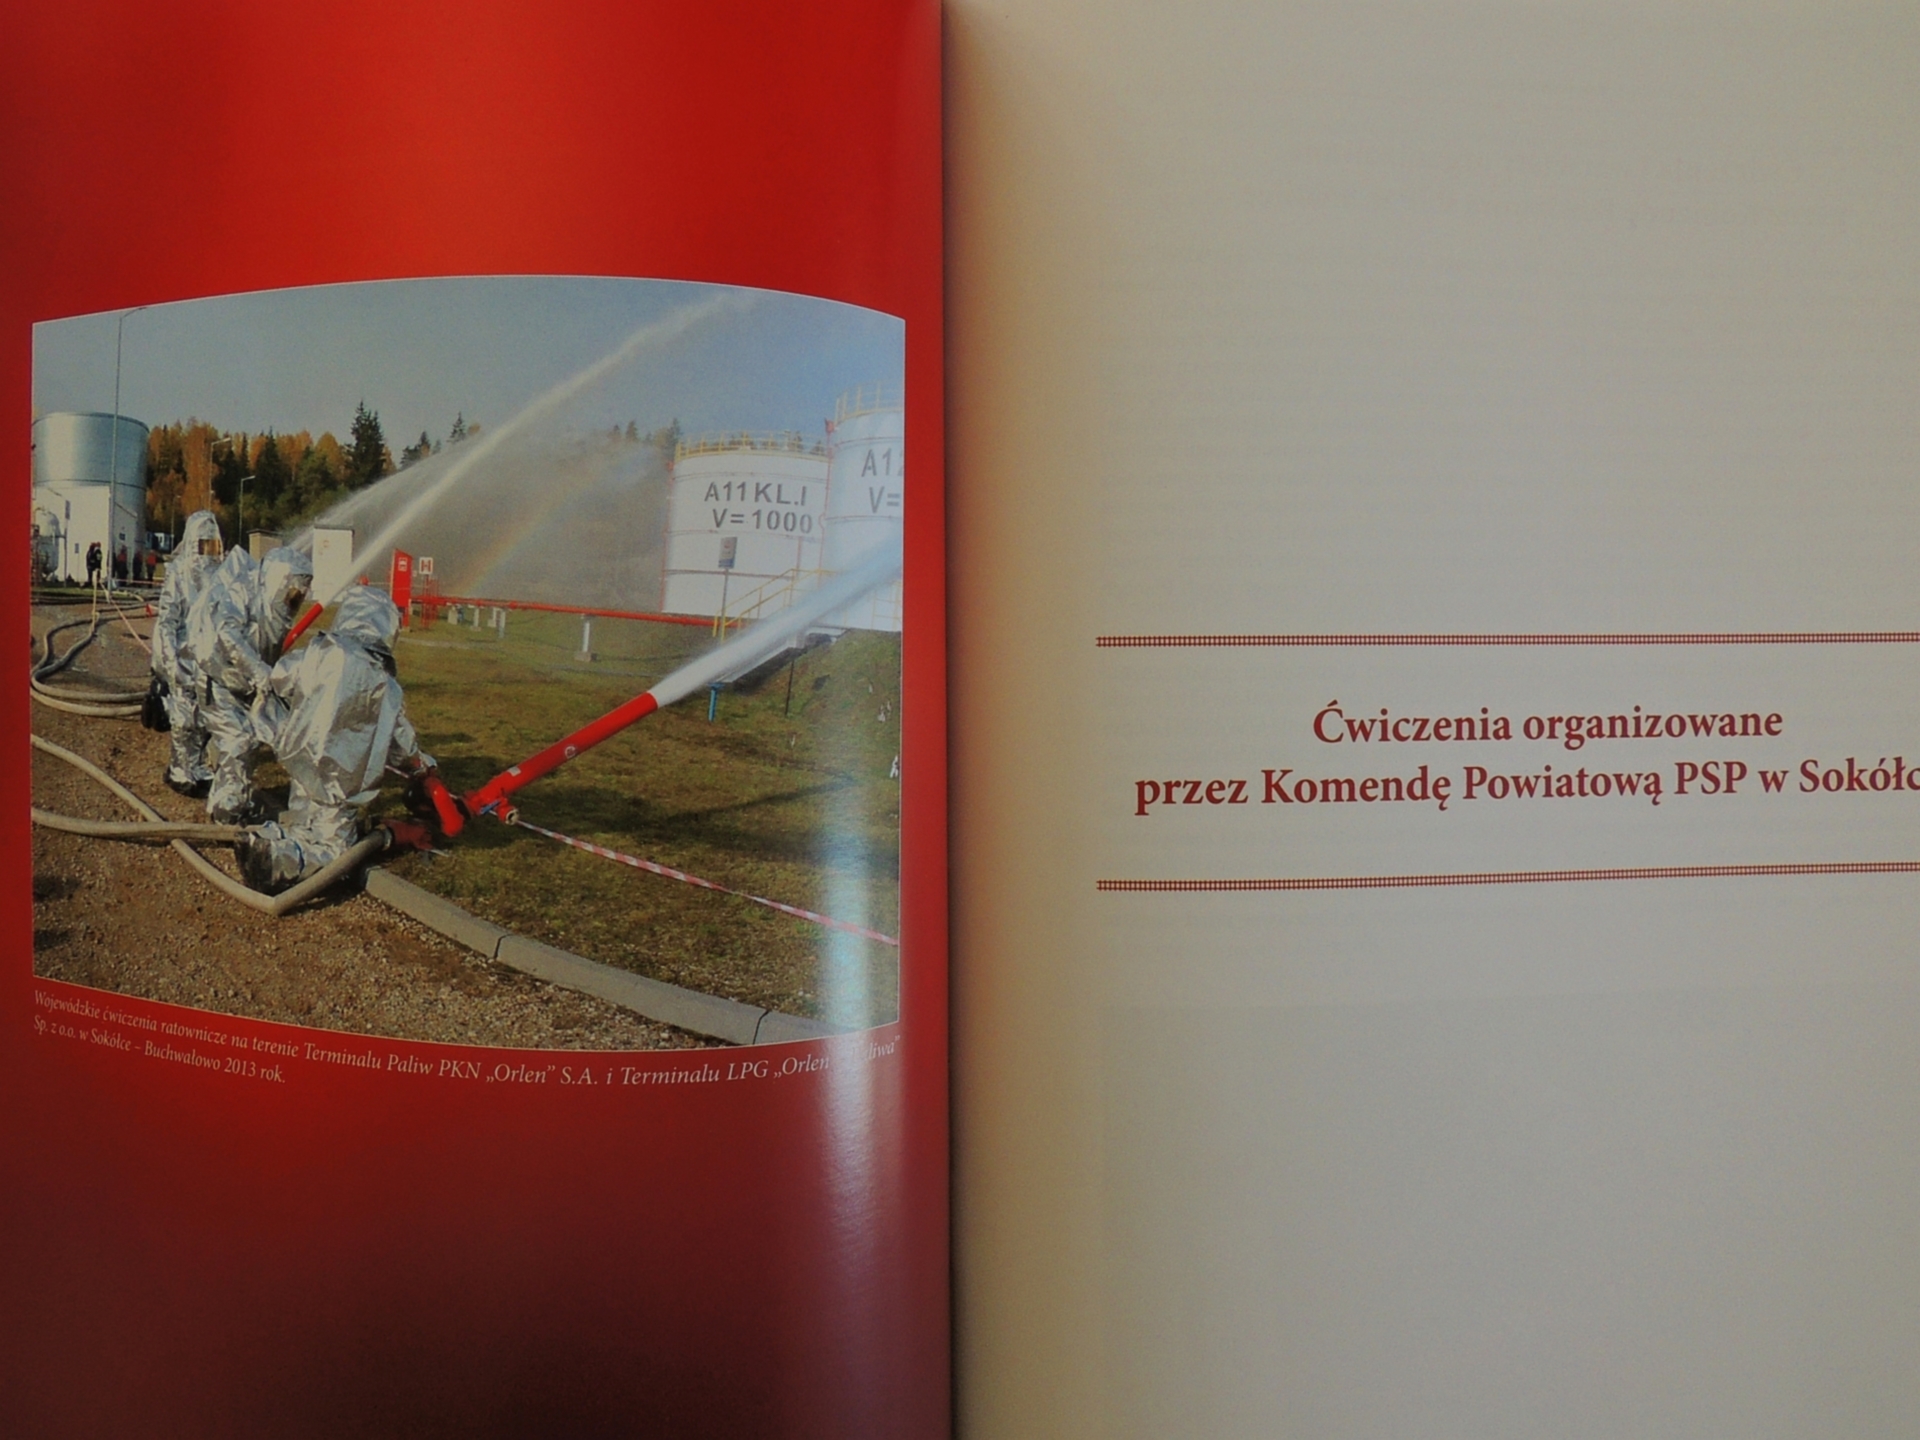 A11 KL.I
V= 1000
A1
V=
H
Wojewódzkie ćwiczenia ratownicze na terenie Terminalu Paliw PKN „Orlen” S.A. i Terminalu LPG „Orlen
Sp. z o.o. w Sokółce – Buchwałowo 2013 rok.
Ćwiczenia organizowane
przez Komendę Powiatową PSP w